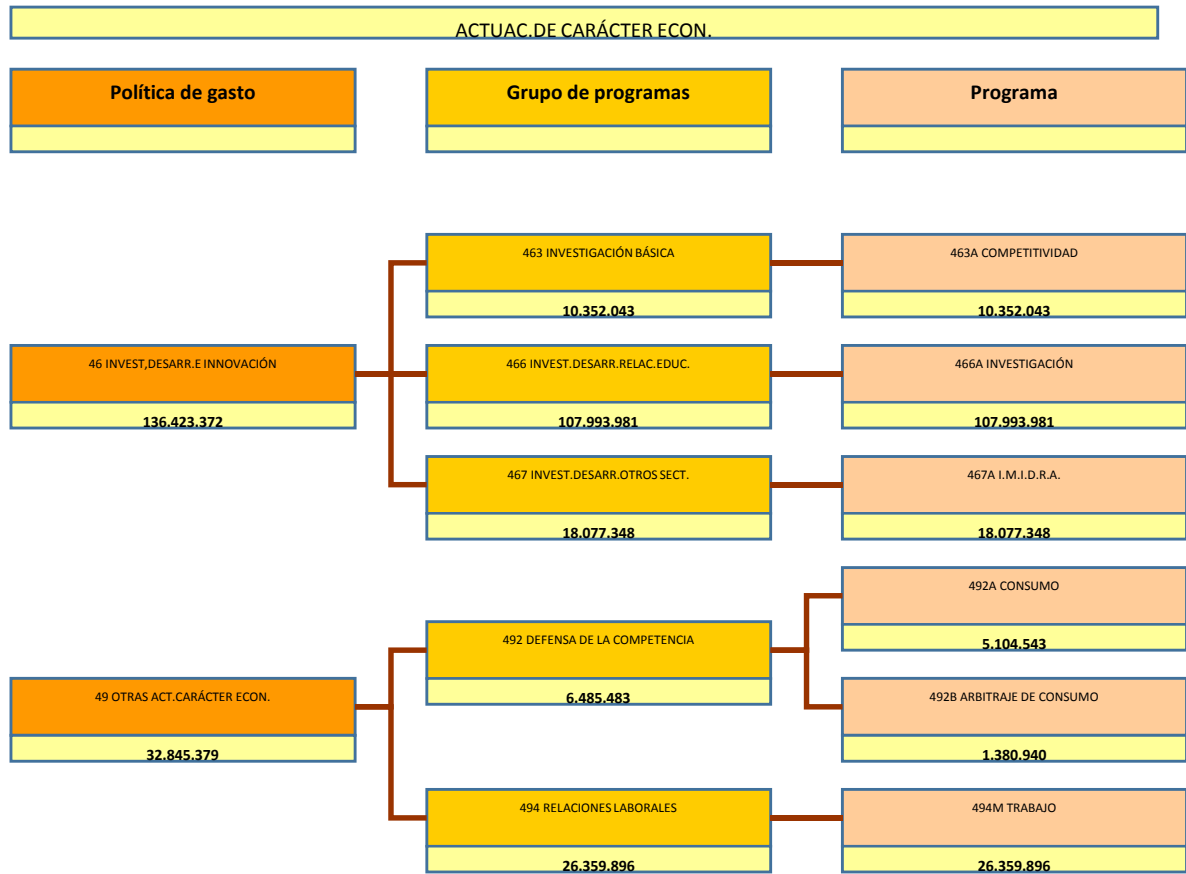 ACTUAC.DE CARÁCTER ECON.
Política de gasto
Grupo de programas
Programa
463 INVESTIGACIÓN BÁSICA
463A COMPETITIVIDAD
10.352.043
10.352.043
46 INVEST,DESARR.E INNOVACIÓN
466 INVEST.DESARR.RELAC.EDUC.
466A INVESTIGACIÓN
136.423.372
107.993.981
107.993.981
467 INVEST.DESARR.OTROS SECT.
467A I.M.I.D.R.A.
18.077.348
18.077.348
492A CONSUMO
5.104.543
492 DEFENSA DE LA COMPETENCIA
6.485.483
49 OTRAS ACT.CARÁCTER ECON.
492B ARBITRAJE DE CONSUMO
32.845.379
1.380.940
494 RELACIONES LABORALES
494M TRABAJO
26.359.896
26.359.896